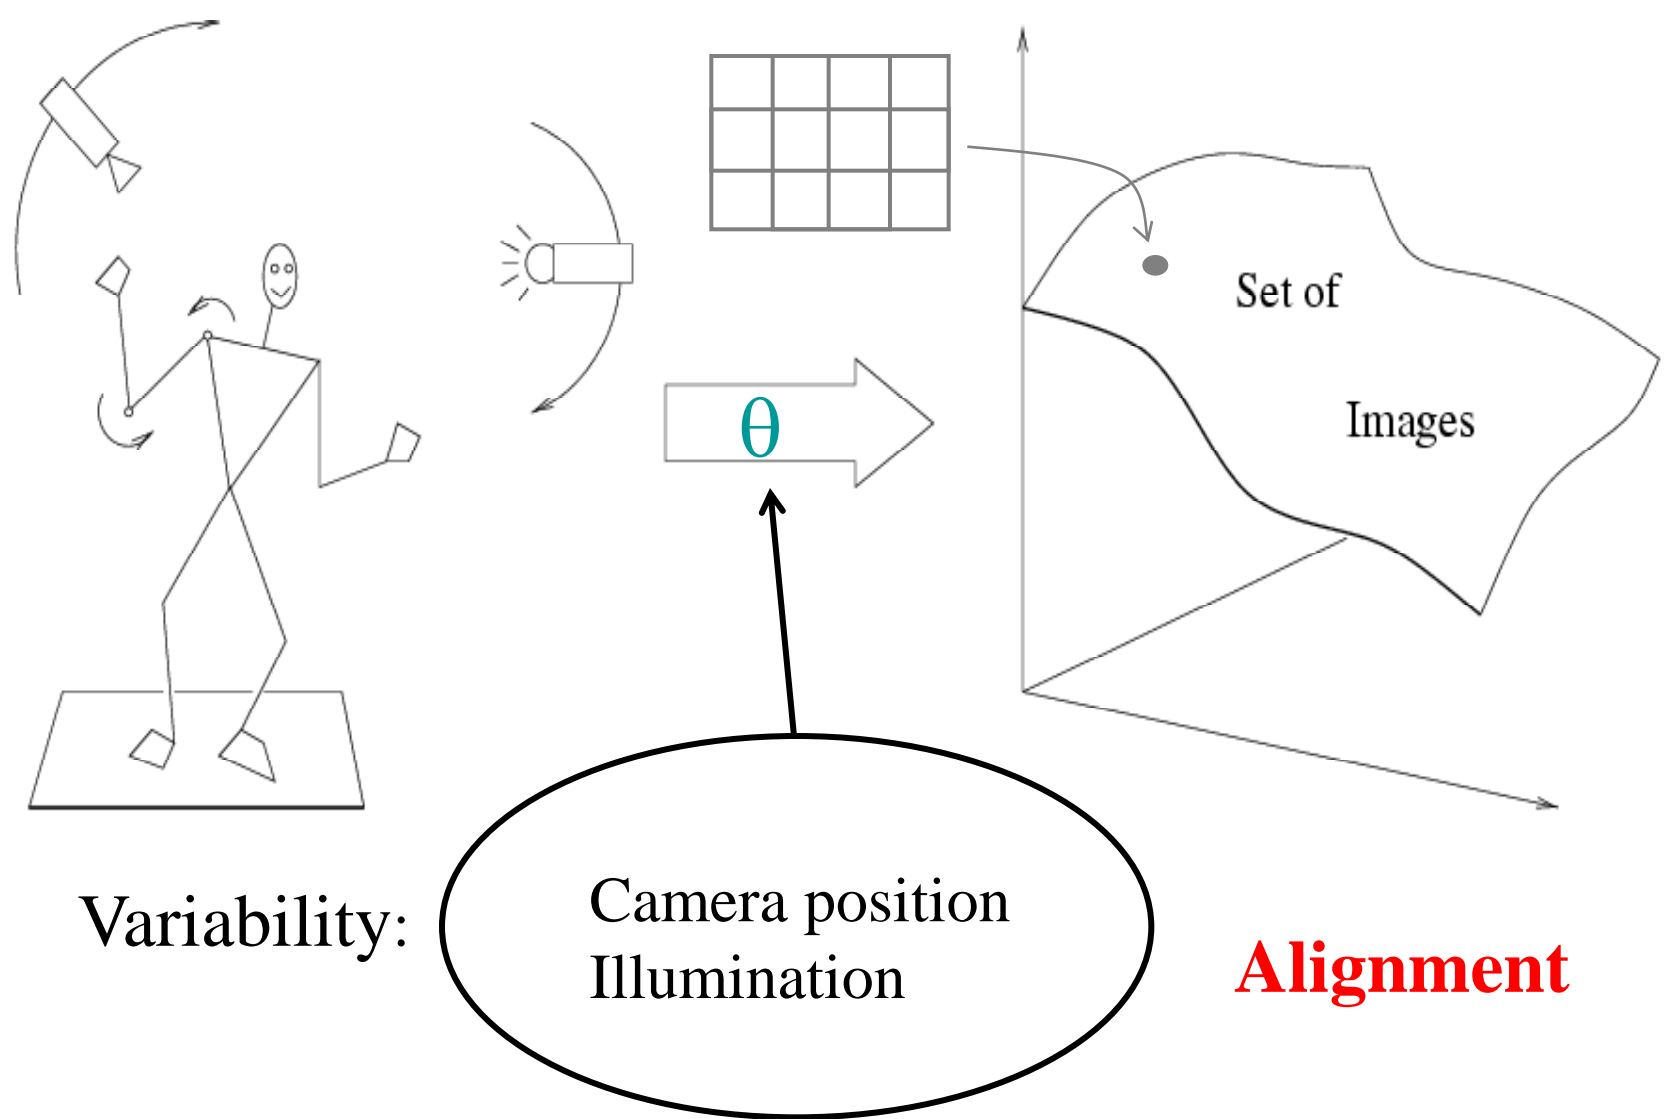 Set of
Images
θ
Variability:
Camera position
Illumination
Alignment